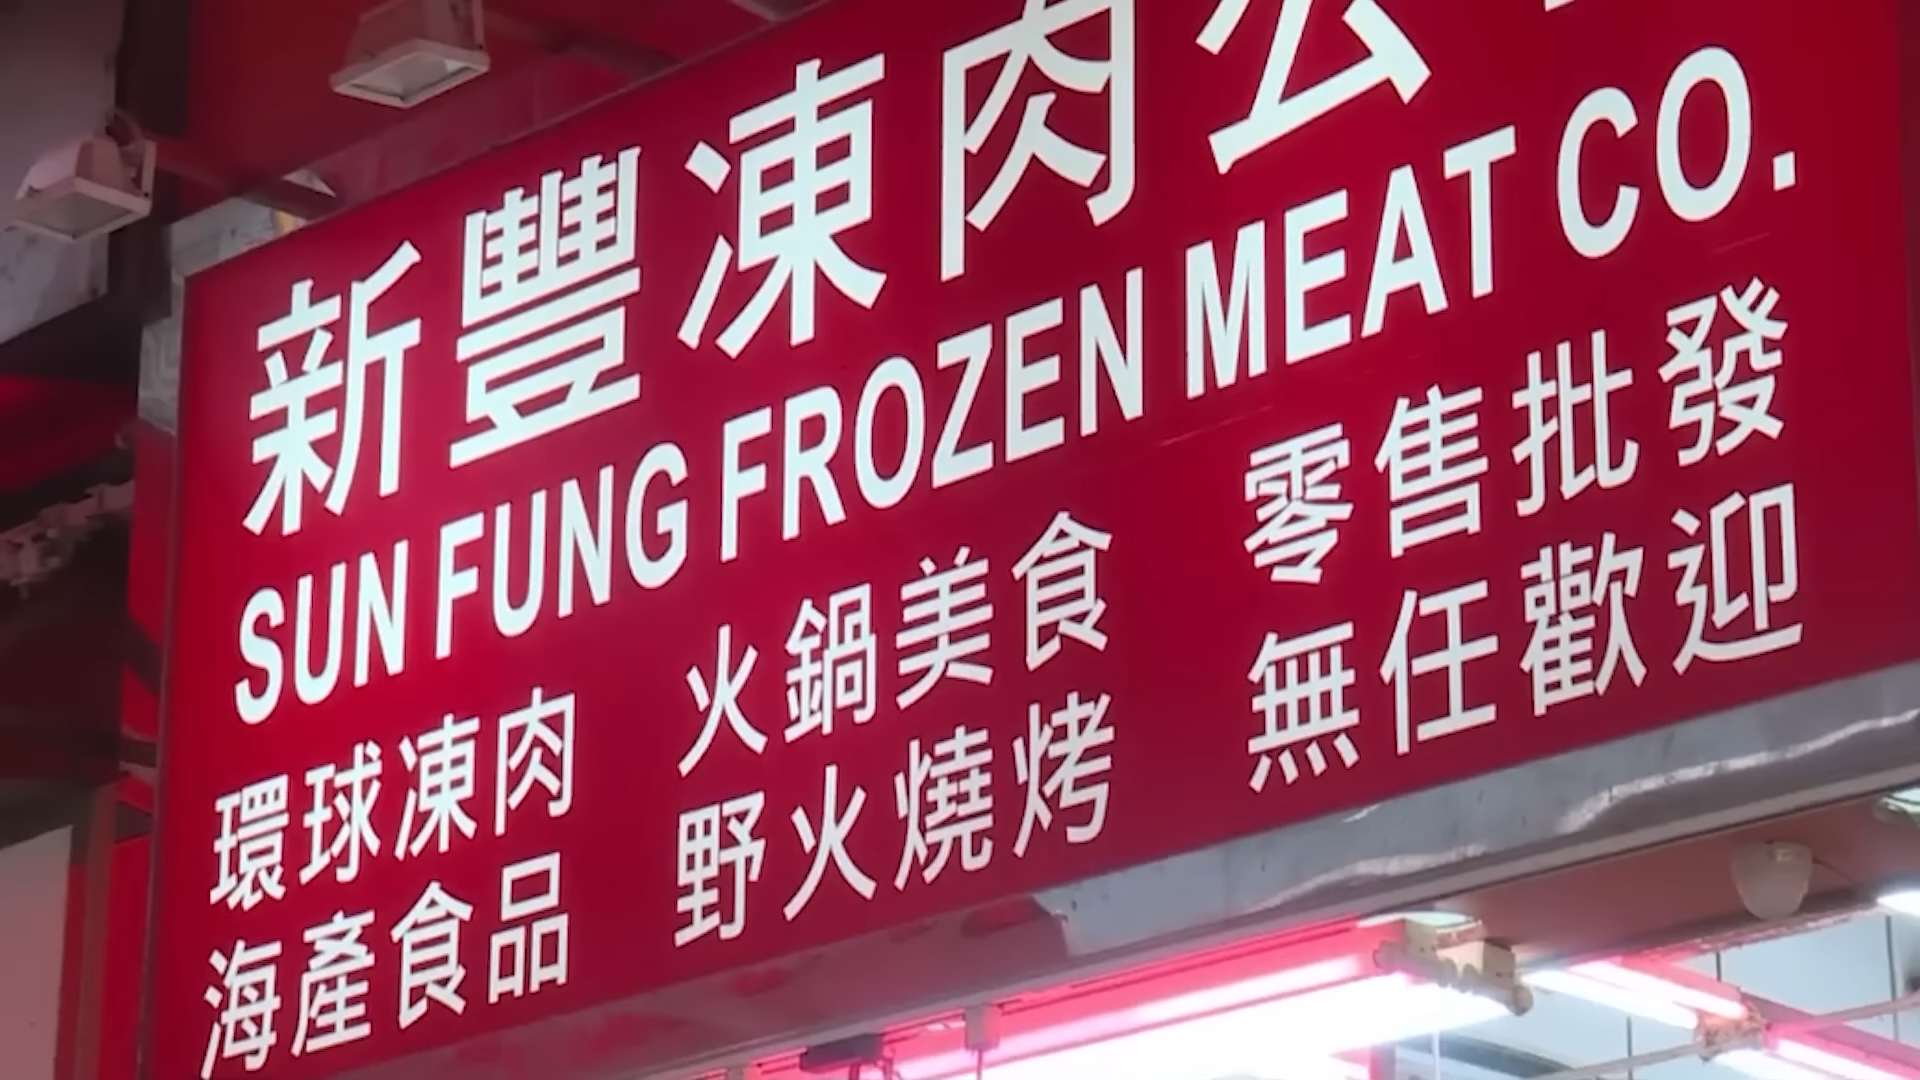 新豐凍肉公
SUN FUNG FROZEN MEAT CO.
環球凍肉 火鍋美食 零售批發
海產食品 野火燒烤 無任歡迎